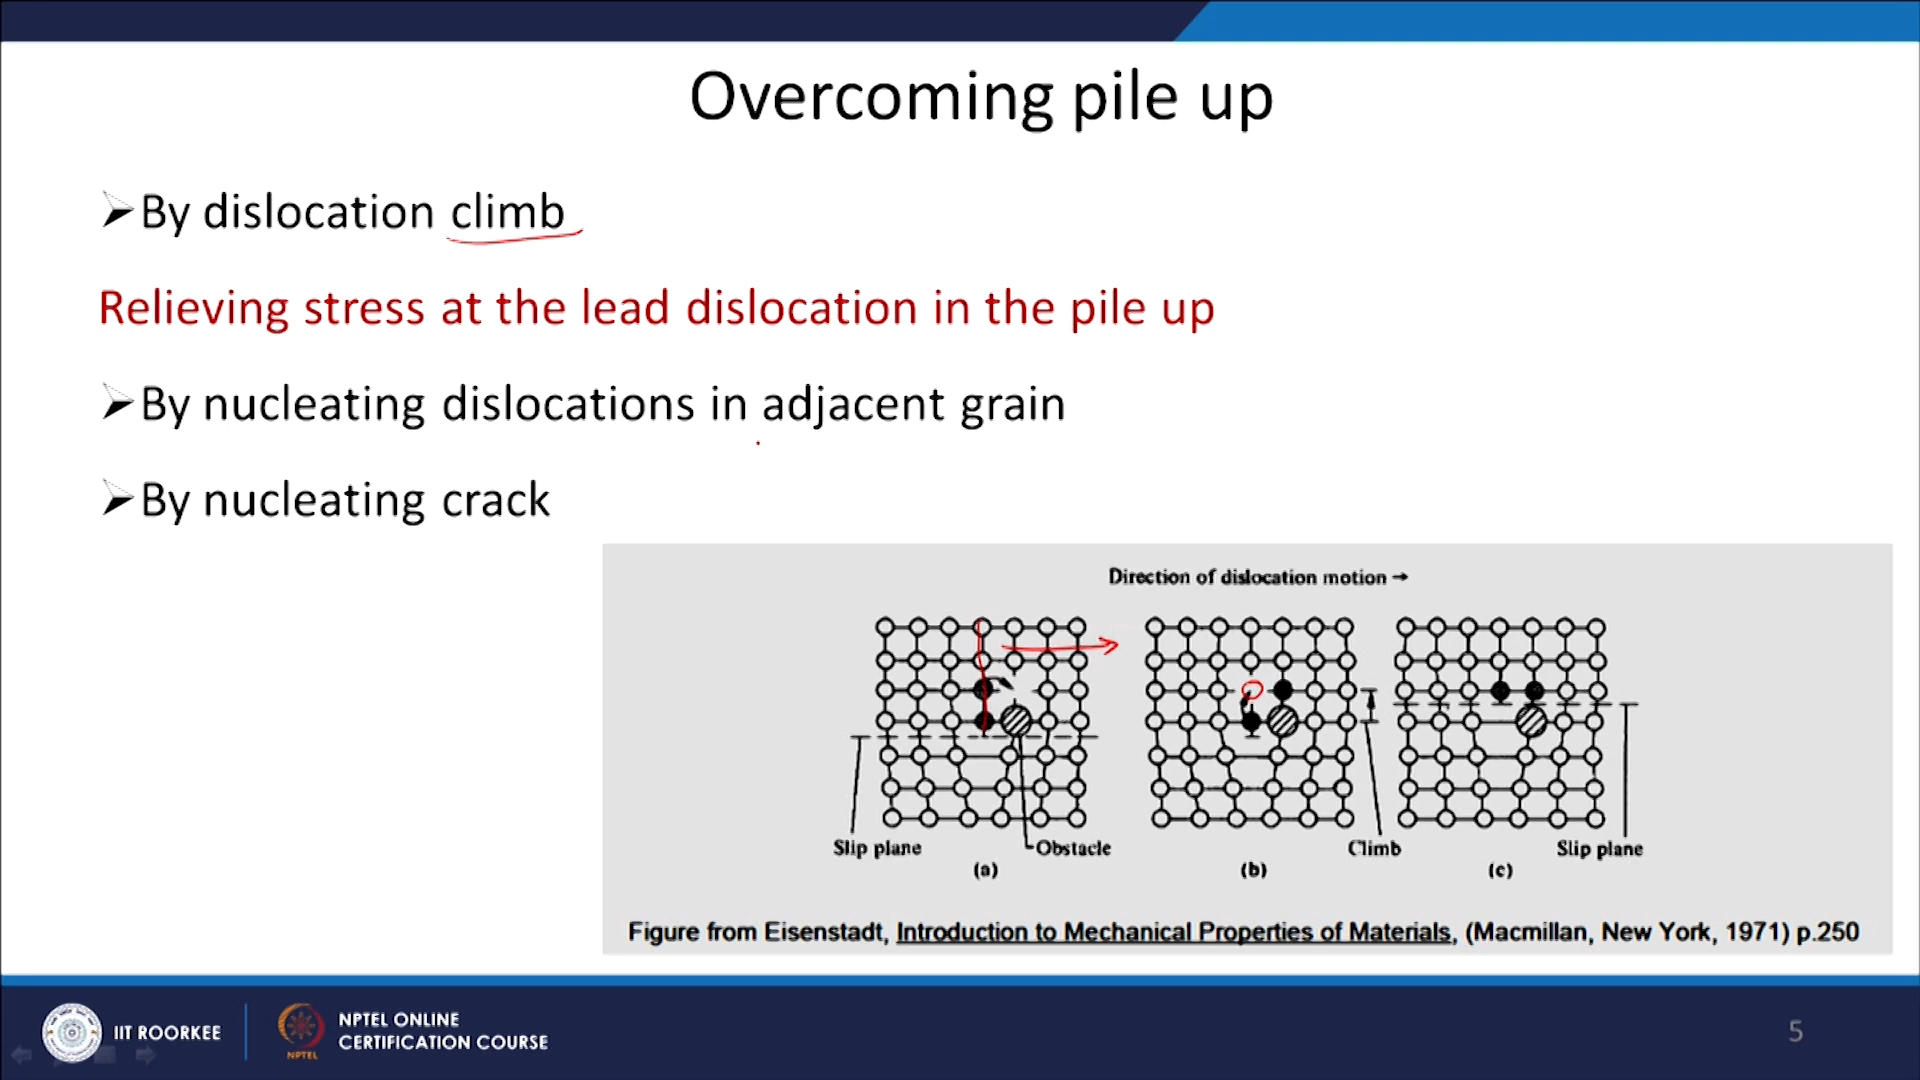 Overcoming pile up
➢By dislocation climb
Relieving stress at the lead dislocation in the pile up
➢By nucleating dislocations in adjacent grain
➢By nucleating crack
Direction of dislocation motion →
Slip plane
Obstacle
Climb
Slip plane
(a)
(b)
(c)
Figure from Eisenstadt, Introduction to Mechanical Properties of Materials, (Macmillan, New York, 1971) p.250
IIT ROORKEE
NPTEL
NPTEL ONLINE
CERTIFICATION COURSE
5